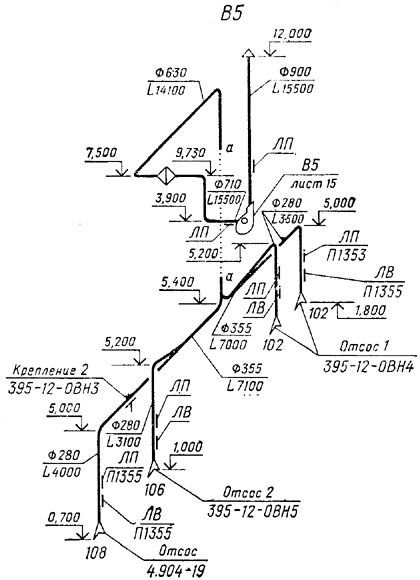 В5
12,000
Ф630
L14100
Ф900
L15500
а
ЛП
7,500
9,730
Ф710
L15500
В5
лист 15
3,900
ЛП
Ф280
L3500
5,000
5,200
ЛП
П1353
а
5,400
ЛП
ЛВ
ЛВ
П1355
102
1,800
Ф355
L7000
102
Отсос 1
395-12-ОВН4
5,200
Крепление 2
395-12-ОВН3
Ф355
L7100
5,000
Ф280
L3100
ЛП
ЛВ
Ф280
L4000
ЛП
П1355
1,000
106
Отсос 2
395-12-ОВН5
0,700
ЛВ
П1355
108
Отсос
4.904-19